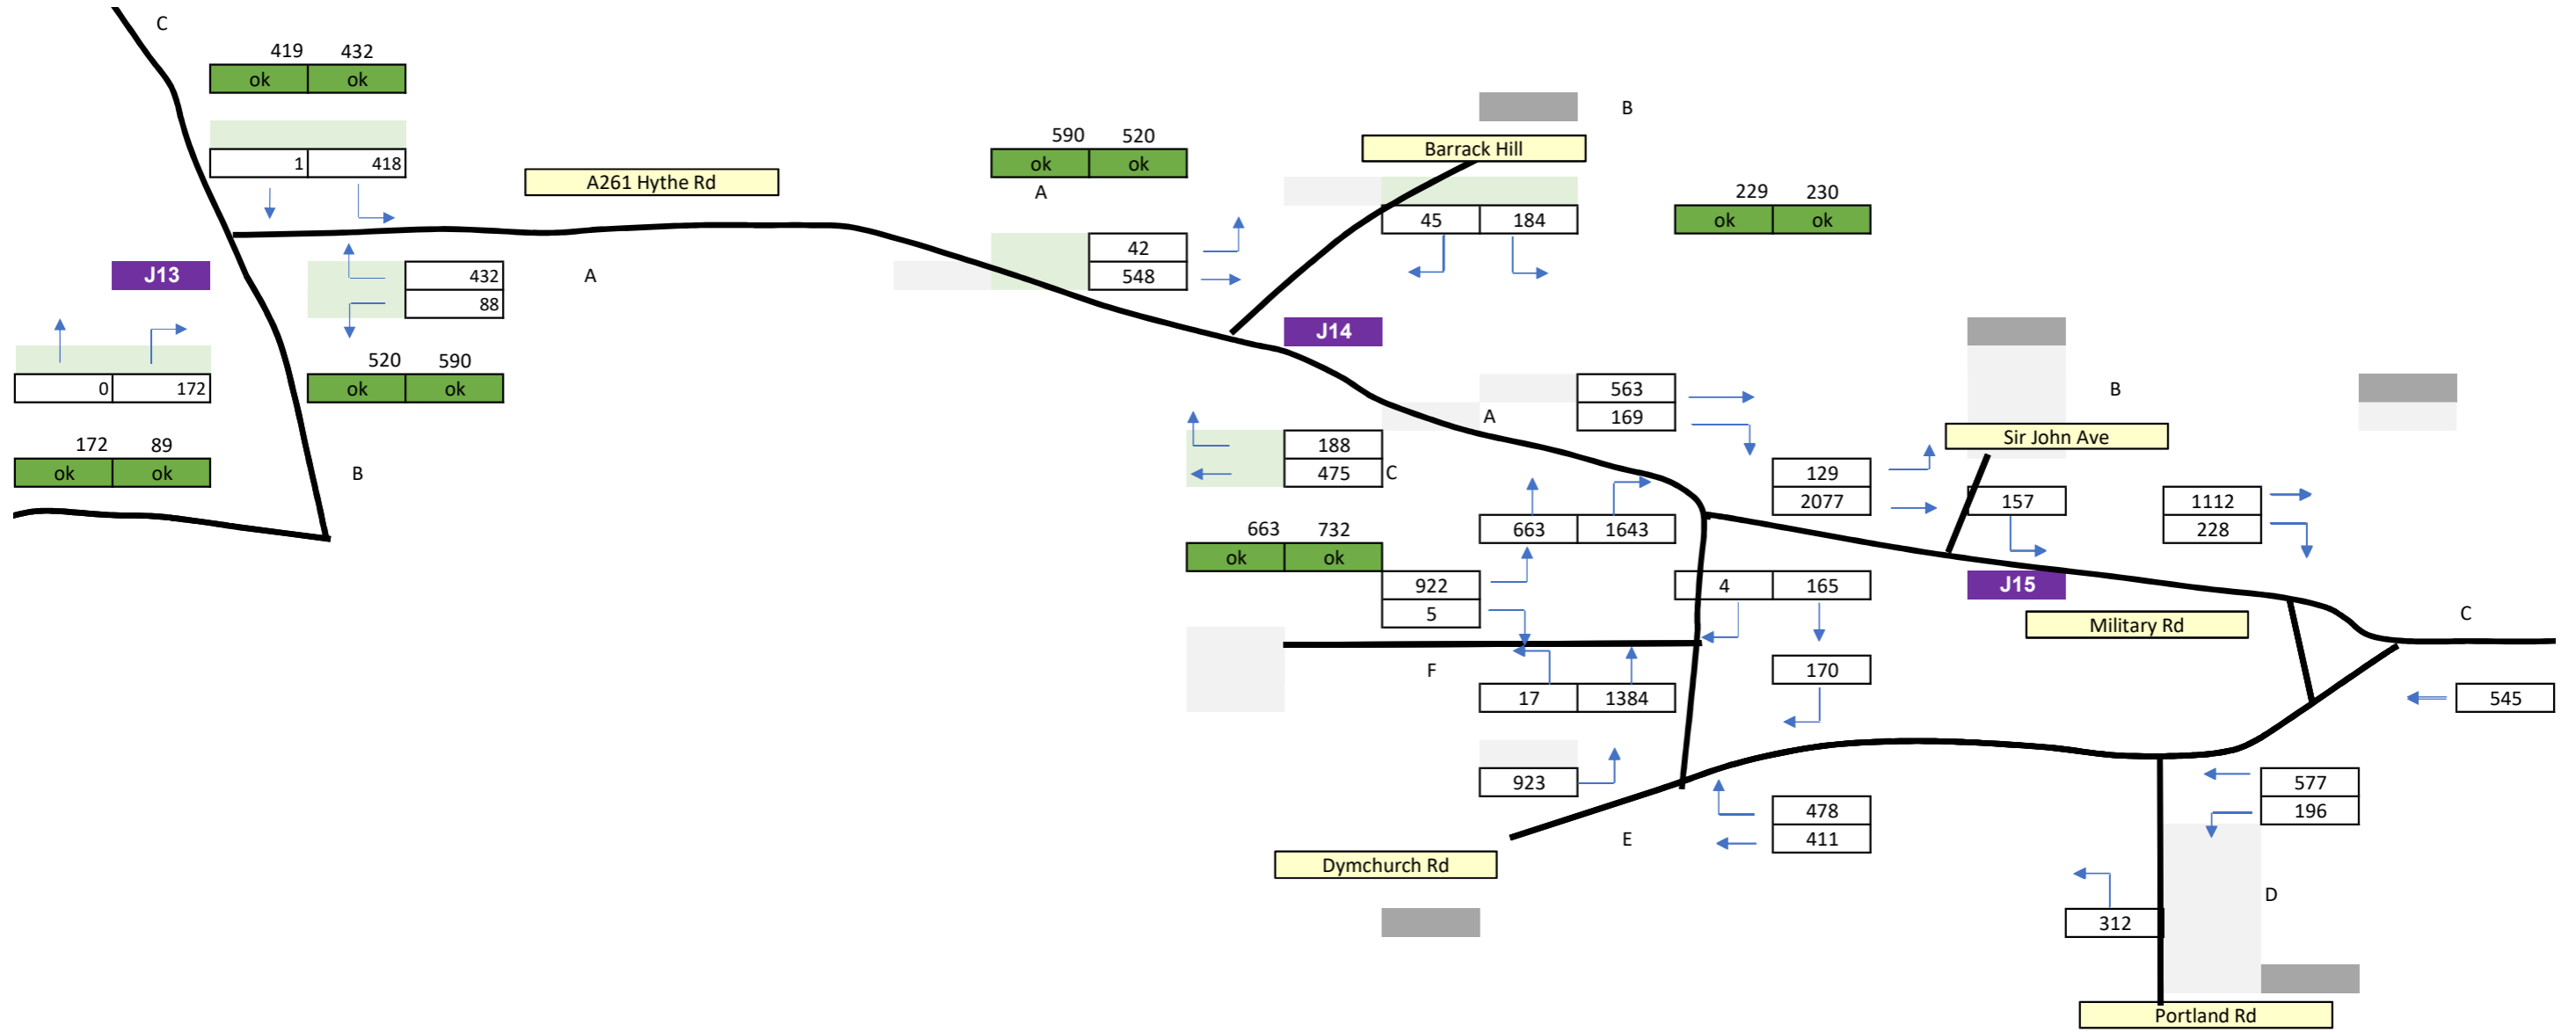 C
419 432
ok ok
1 418
A261 Hythe Rd
590 520
ok ok
A
B
Barrack Hill
45 184
229 230
ok ok
42
548
J13
432
88
A
J14
0 172
520 590
ok ok
172 89
ok ok
B
563
169
A
188
475
C
B
Sir John Ave
129
2077
157
1112
228
663 1643
663 732
ok ok
922
5
4 165
J15
Military Rd
C
F
170
17 1384
545
923
577
196
478
411
E
Dymchurch Rd
D
312
Portland Rd